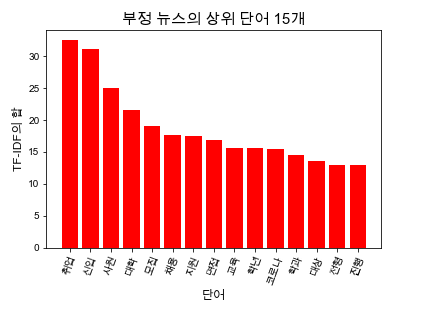 부정 뉴스의 상위 단어 15개
TF-IDF의 합
30
25
20
15
10
5
0
취업
신입
사원
대학
모집
채용
지원
면접
교육
학년
코로나
학과
대상
전형
진행
단어